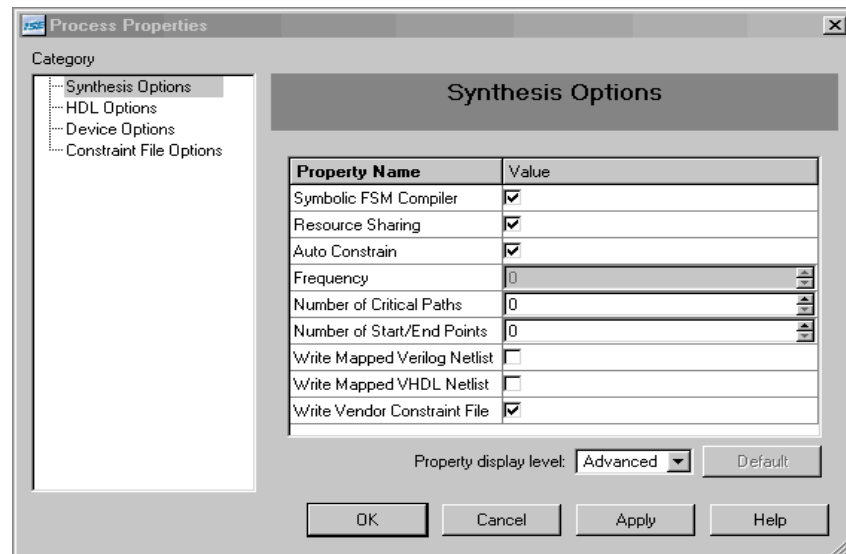 ISE Process Properties
Category
Synthesis Options
HDL Options
Device Options
Constraint File Options
Synthesis Options
Property Name Value
Symbolic FSM Compiler
Resource Sharing
Auto Constrain
Frequency 0
Number of Critical Paths 0
Number of Start/End Points 0
Write Mapped Verilog Netlist
Write Mapped VHDL Netlist
Write Vendor Constraint File
Property display level: Advanced Default
OK Cancel Apply Help